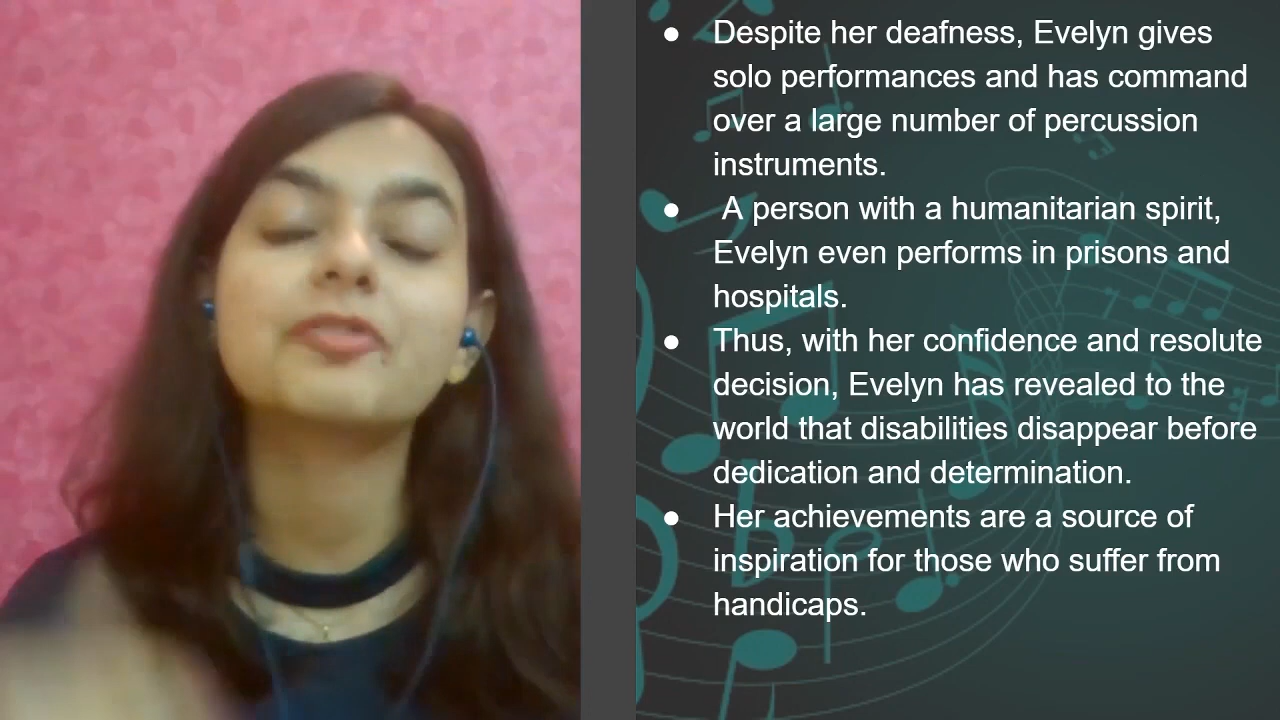 ● Despite her deafness, Evelyn gives
solo performances and has command
over a large number of percussion
instruments.
● A person with a humanitarian spirit,
Evelyn even performs in prisons and
hospitals.
● Thus, with her confidence and resolute
decision, Evelyn has revealed to the
world that disabilities disappear before
dedication and determination.
● Her achievements are a source of
inspiration for those who suffer from
handicaps.